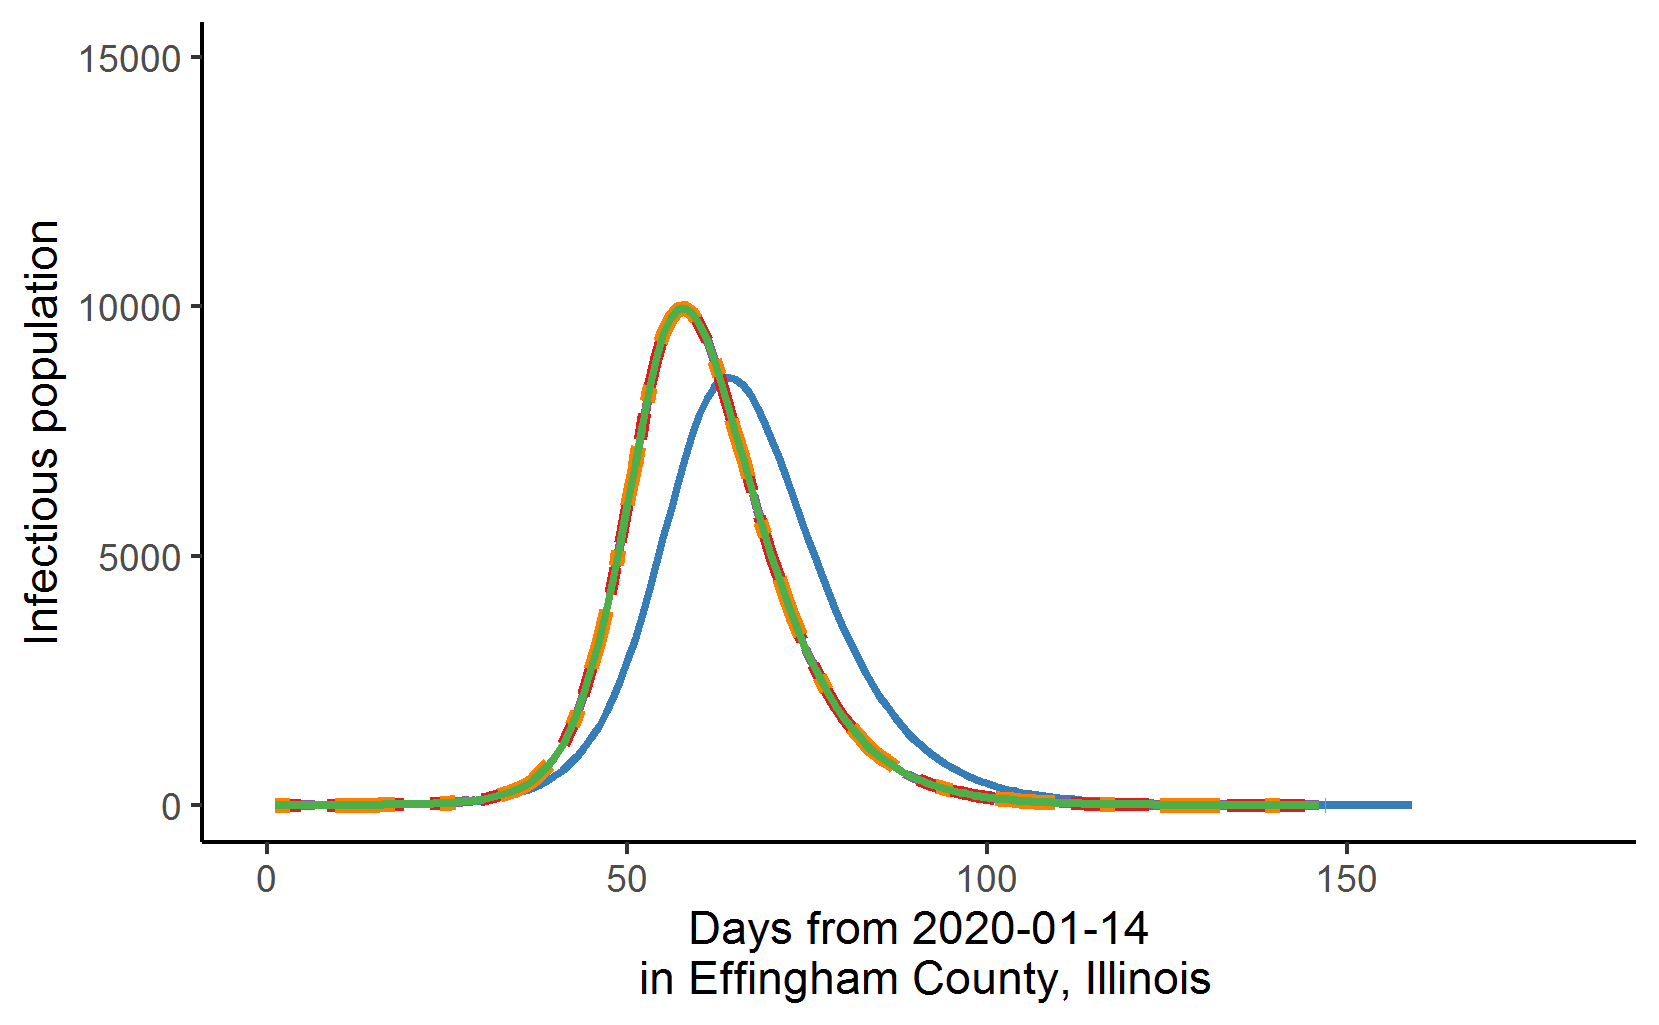 Infectious population
15000
10000
5000
0
0 50 100 150
Days from 2020-01-14
in Effingham County, Illinois